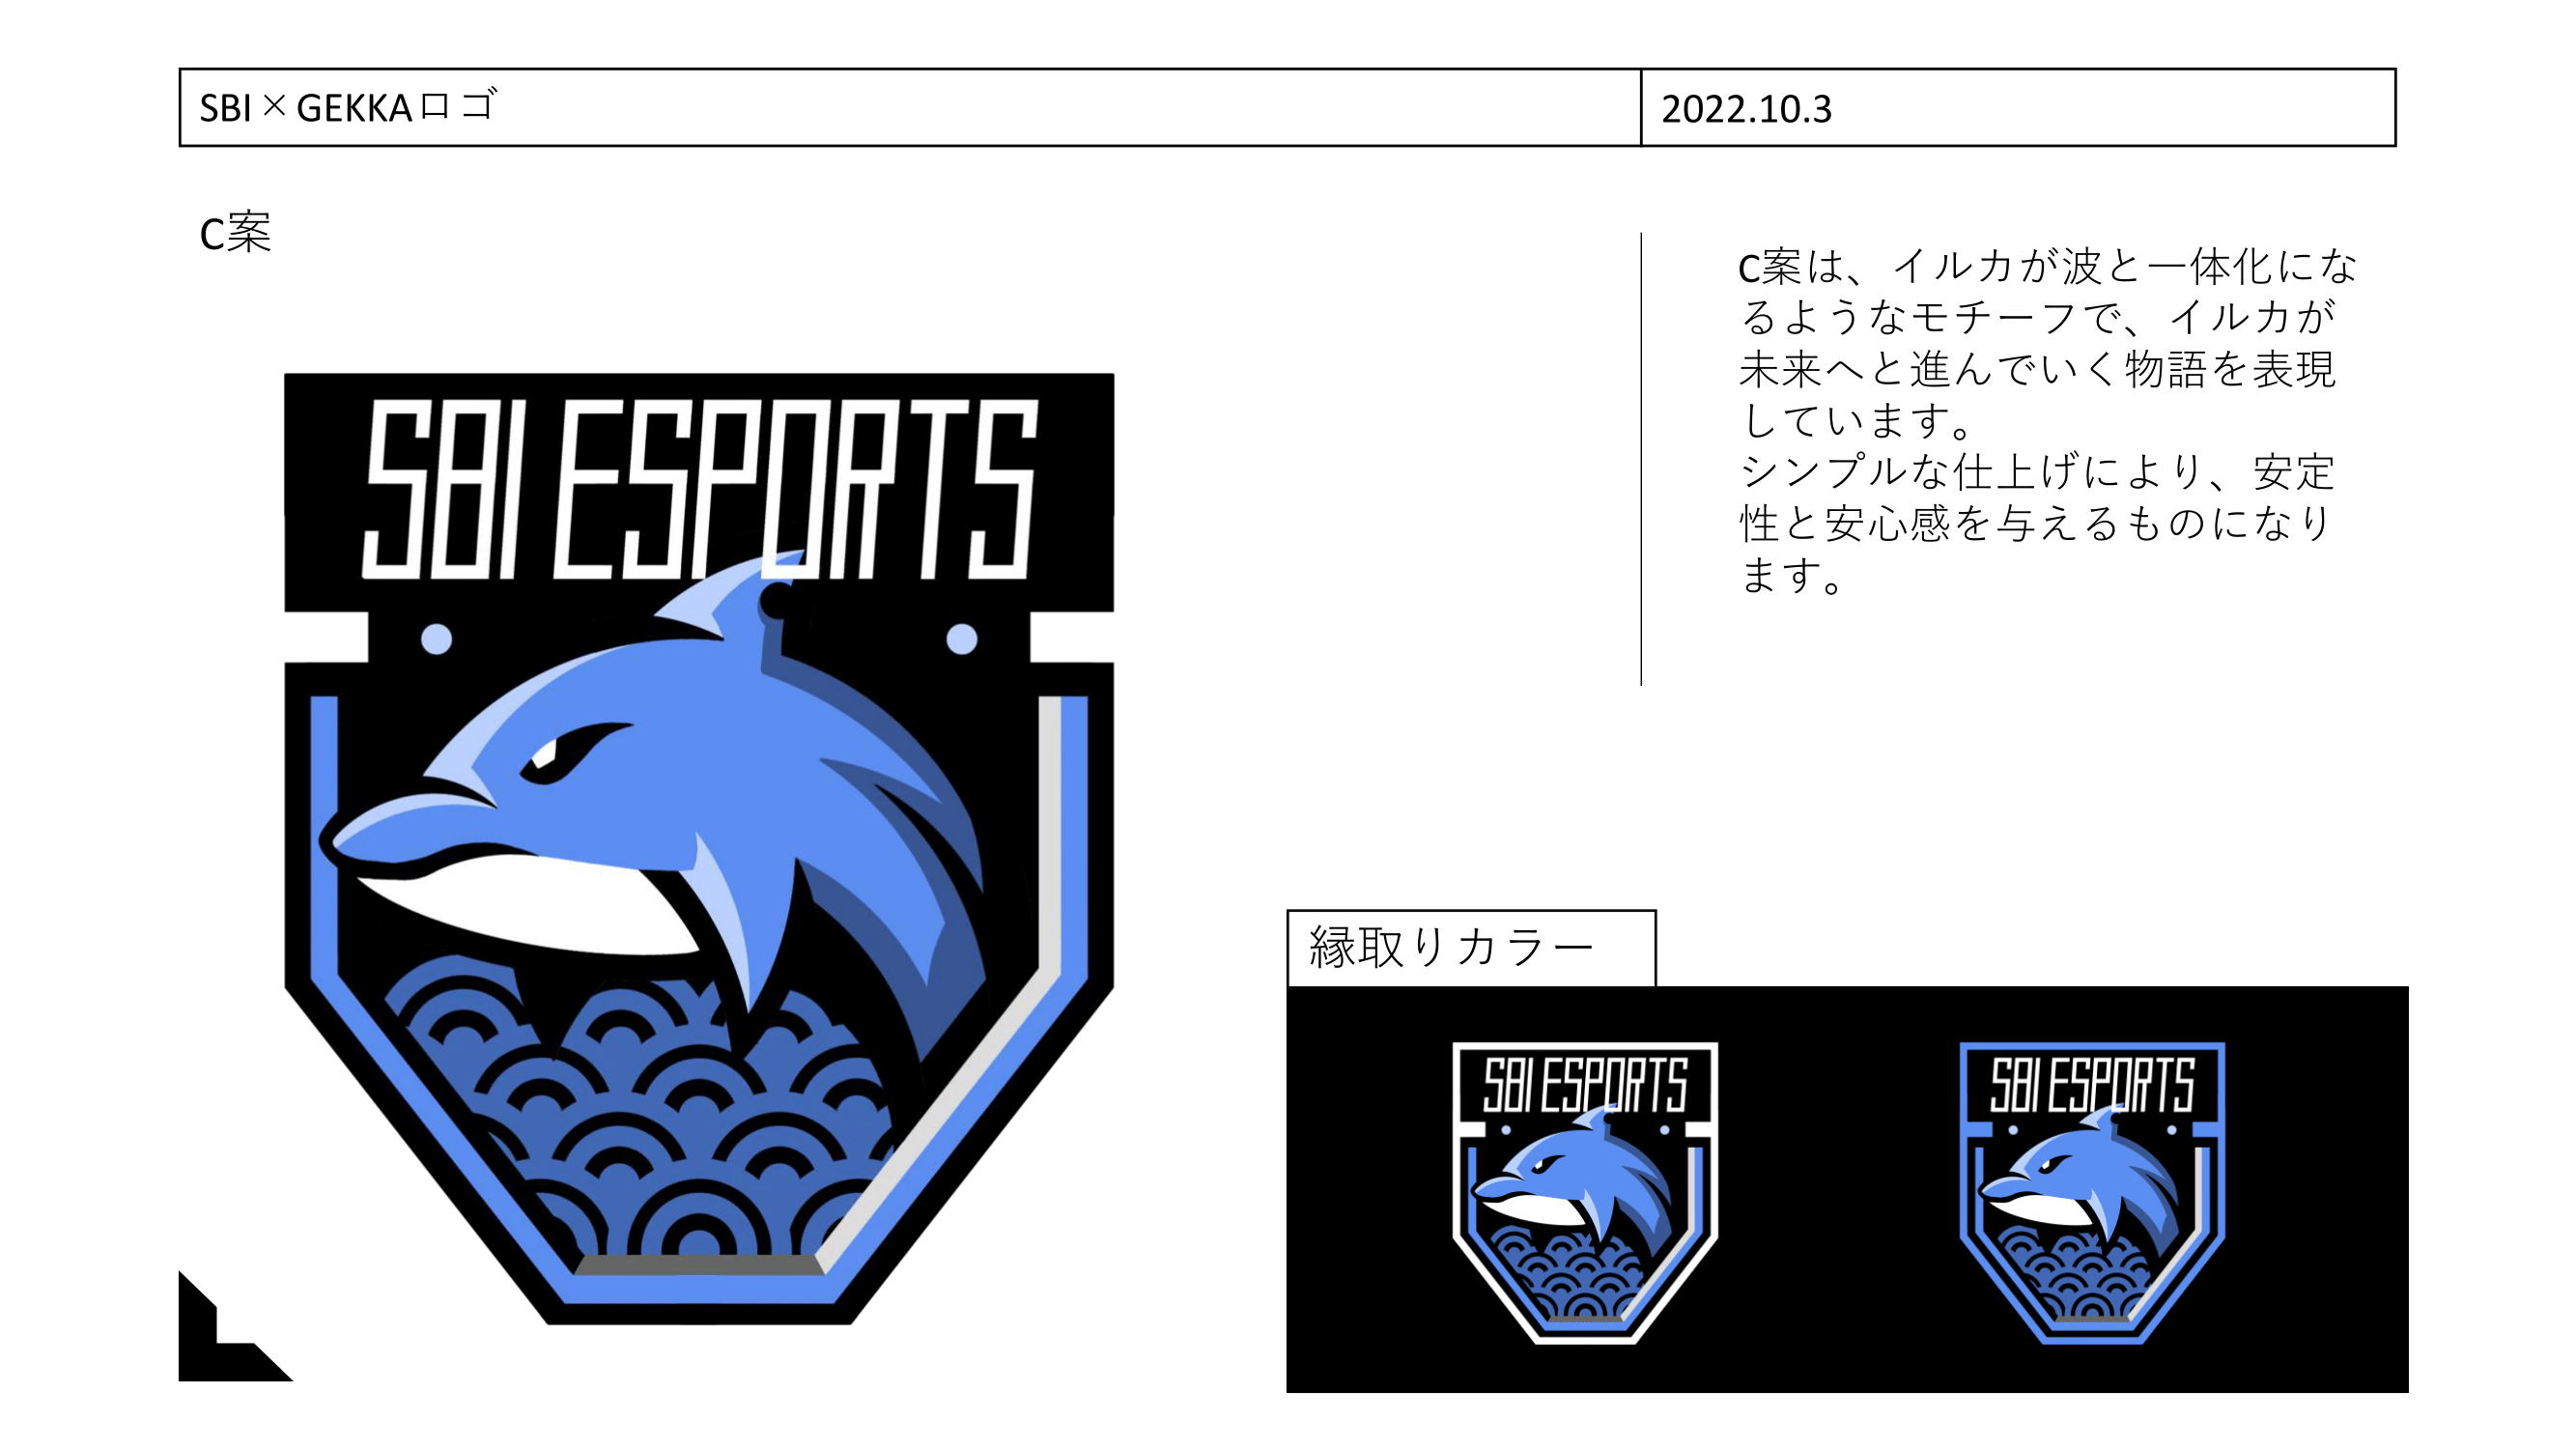 SBI×GEKKAロゴ
2022.10.3
C案
C案は、イルカが波と一体化にな
るようなモチーフで、イルカが
未来へと進んでいく物語を表現
しています。
シンプルな仕上げにより、安定
性と安心感を与えるものになり
ます。
SBI ESPORTS
縁取りカラー
SBI ESPORTS
SBI ESPORTS